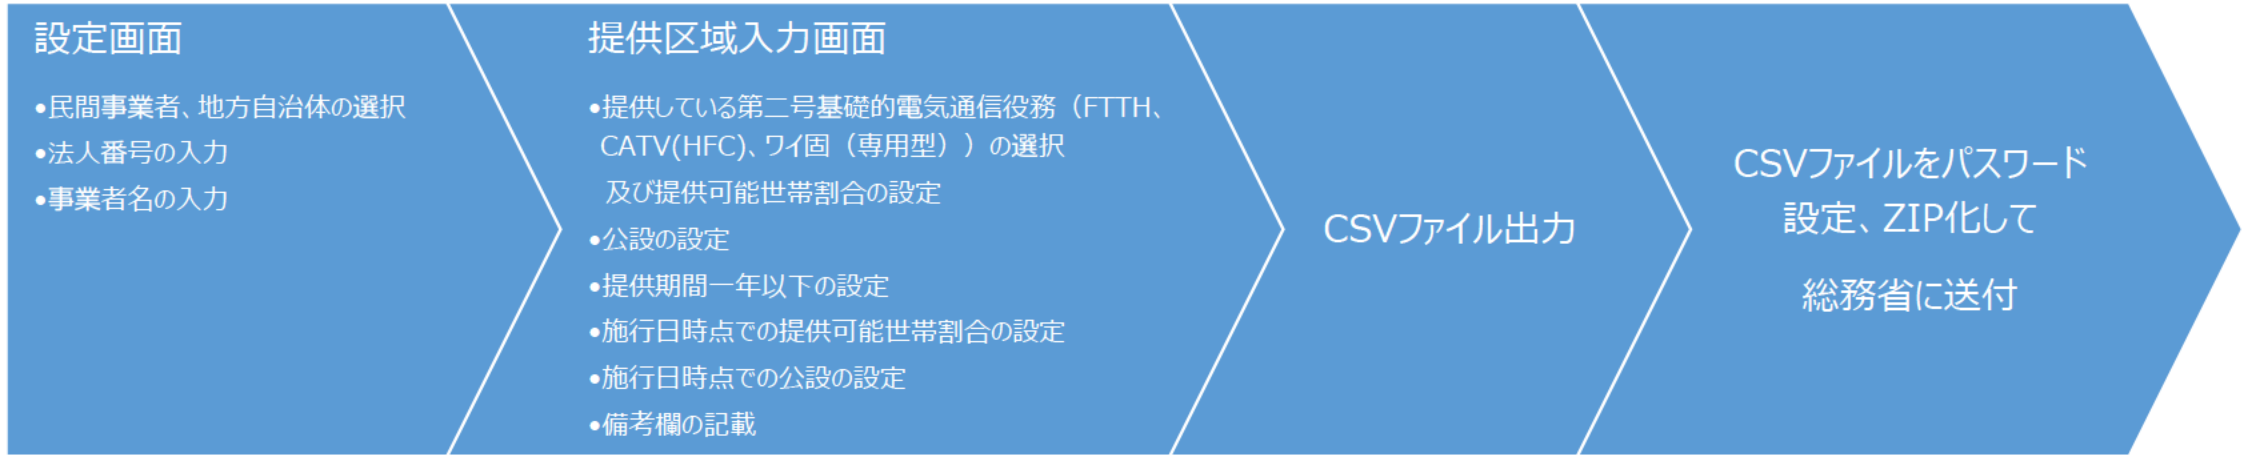 設定画面
•民間事業者、地方自治体の選択
•法人番号の入力
•事業者名の入力
提供区域入力画面
•提供している第二号基礎的電気通信役務（FTTH、
CATV(HFC)、ワイ固（専用型））の選択
及び提供可能世帯割合の設定
•公設の設定
•提供期間一年以下の設定
•施行日時点での提供可能世帯割合の設定
•施行日時点での公設の設定
•備考欄の記載
CSVファイル出力
CSVファイルをパスワード
設定、ZIP化して
総務省に送付